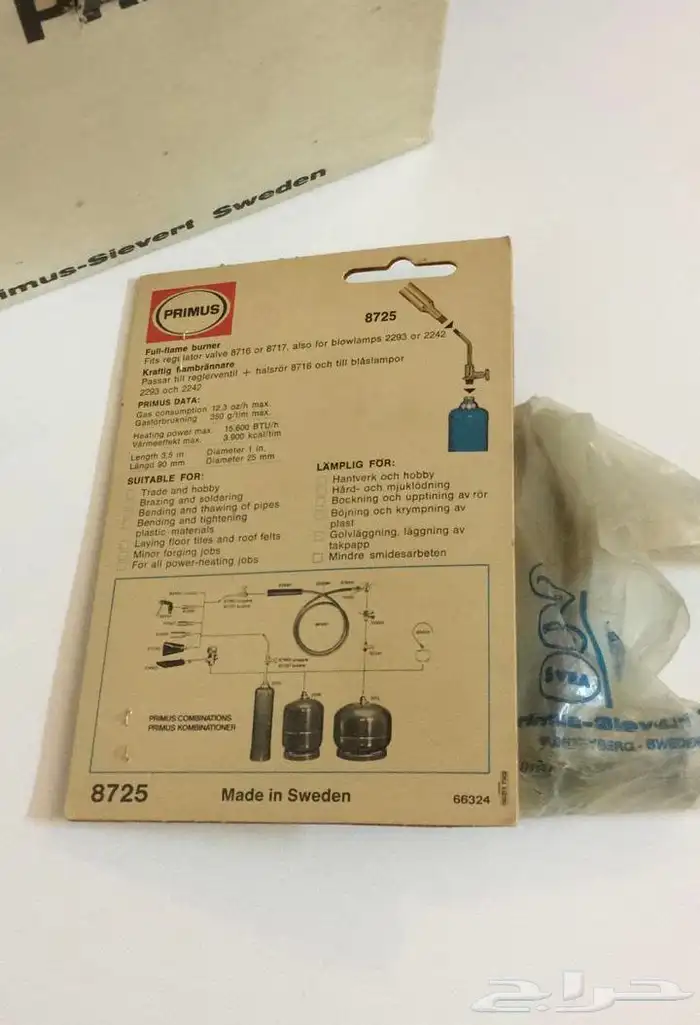 Primus-Sievert Sweden
PRIMUS
8725
Full-flame burner
Fits regulator valve 8716 or 8717, also for blowlamps 2293 or 2242
Kraftig flambrännare
Passar till reglerventil + halsrör 8716 och till blåslampor
2293 och 2242
PRIMUS DATA:
Gas consumption 12.3 oz/h max.
Gasförbrukning 350 g/tim max.
Heating power max. 15.600 BTU/h
Värmeeffekt max. 3.900 kcal/tim
Length 3,5 in. Diameter 1 in.
Längd 90 mm Diameter 25 mm
SUITABLE FOR:
Trade and hobby
Brazing and soldering
Bending and thawing of pipes
Bending and tightening
plastic materials
Laying floor tiles and roof felts
Minor forging jobs
For all power-heating jobs
LÄMPLIG FÖR:
Hantverk och hobby
Hård- och mjuklödning
Bockning och upptining av rör
Böjning och krympning av
plast
Golvläggning, läggning av
takpapp
Mindre smidesarbeten
PRIMUS COMBINATIONS
PRIMUS KOMBINATIONER
8725
Made in Sweden
66324
Primus-Sievert
SWEDEN
حراج